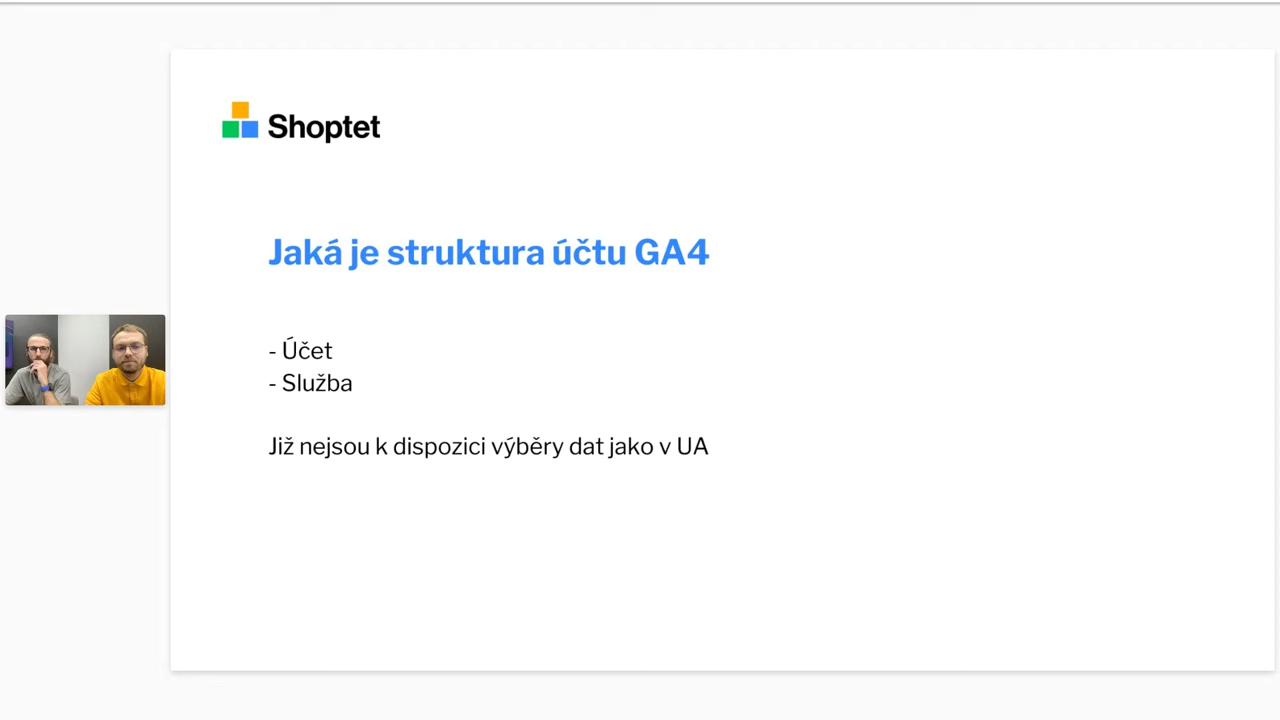 Shoptet
Jaká je struktura účtu GA4
- Účet
- Služba
Již nejsou k dispozici výběry dat jako v UA